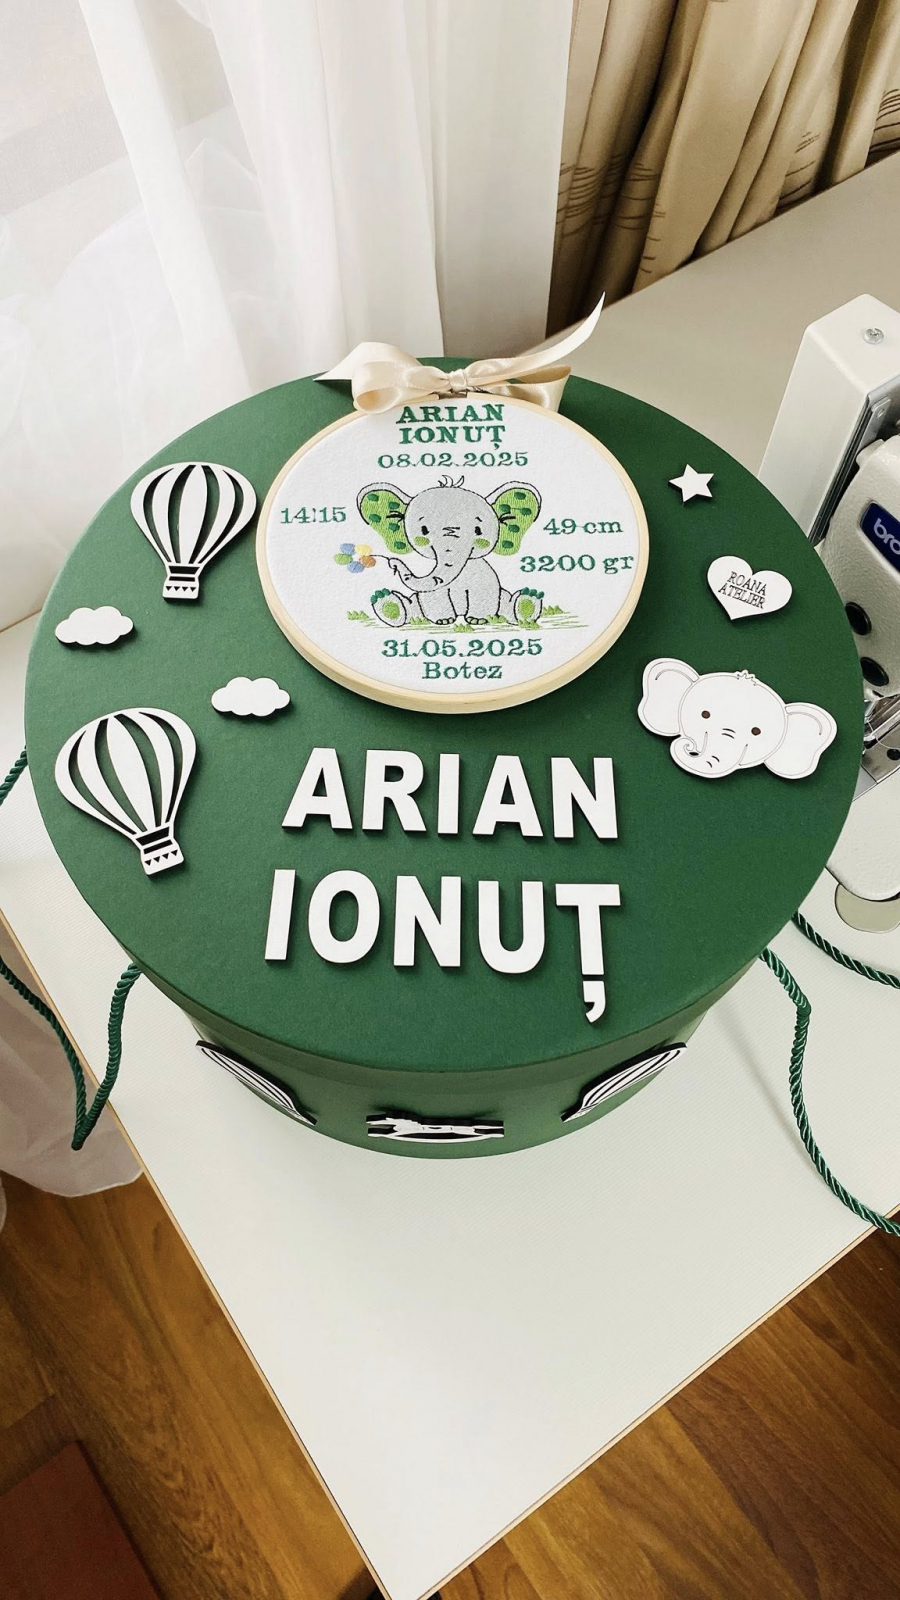 ARIAN
IONUȚ
08.02.2025
14:15
49 cm
3200 gr
31.05.2025
Botez
ROANA
ATELIER
ARIAN
IONUȚ
bro